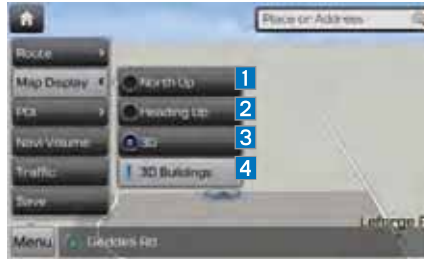 Place or Address
Route
Map Display
North Up
1
POI
Heading Up
2
Navi Volume
3D
3
Traffic
3D Buildings
4
Save
Leforge R
Menu
Geddes Rd